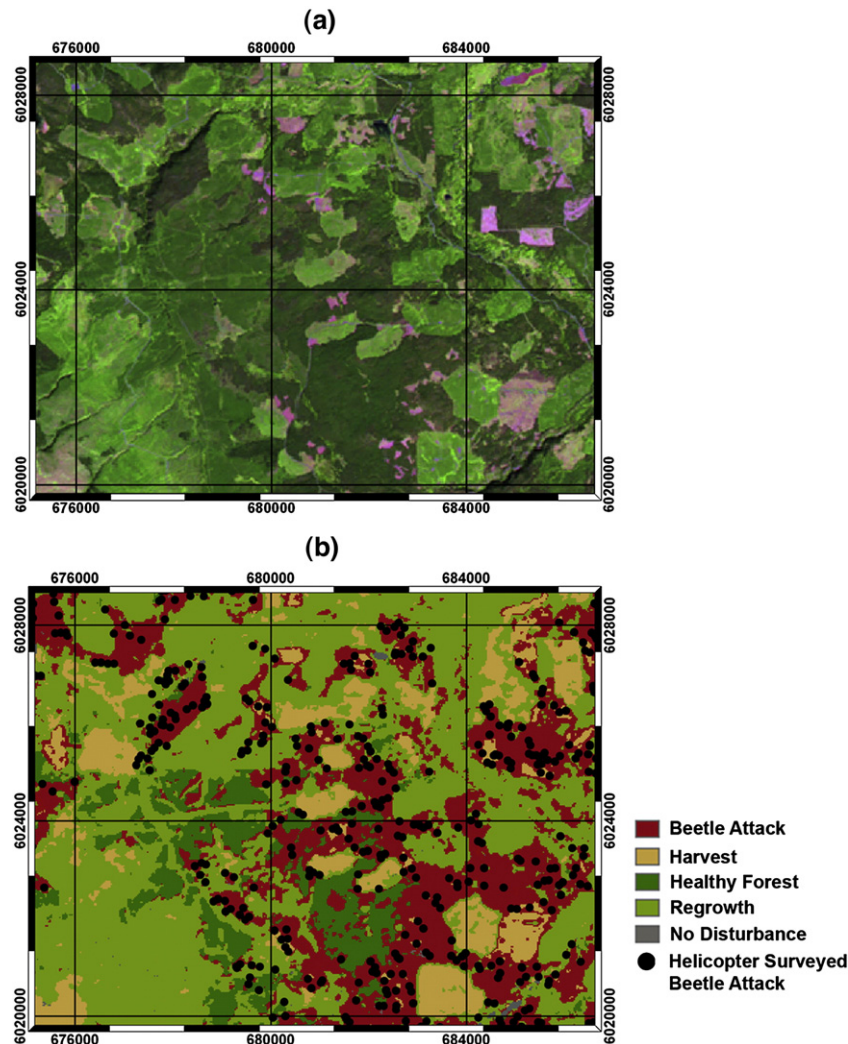 (a)
676000 680000 684000
6028000 6028000
6024000 6024000
6020000 6020000
676000 680000 684000
(b)
676000 680000 684000
6028000 6028000
6024000 6024000
6020000 6020000
676000 680000 684000
Beetle Attack
Harvest
Healthy Forest
Regrowth
No Disturbance
Helicopter Surveyed
Beetle Attack